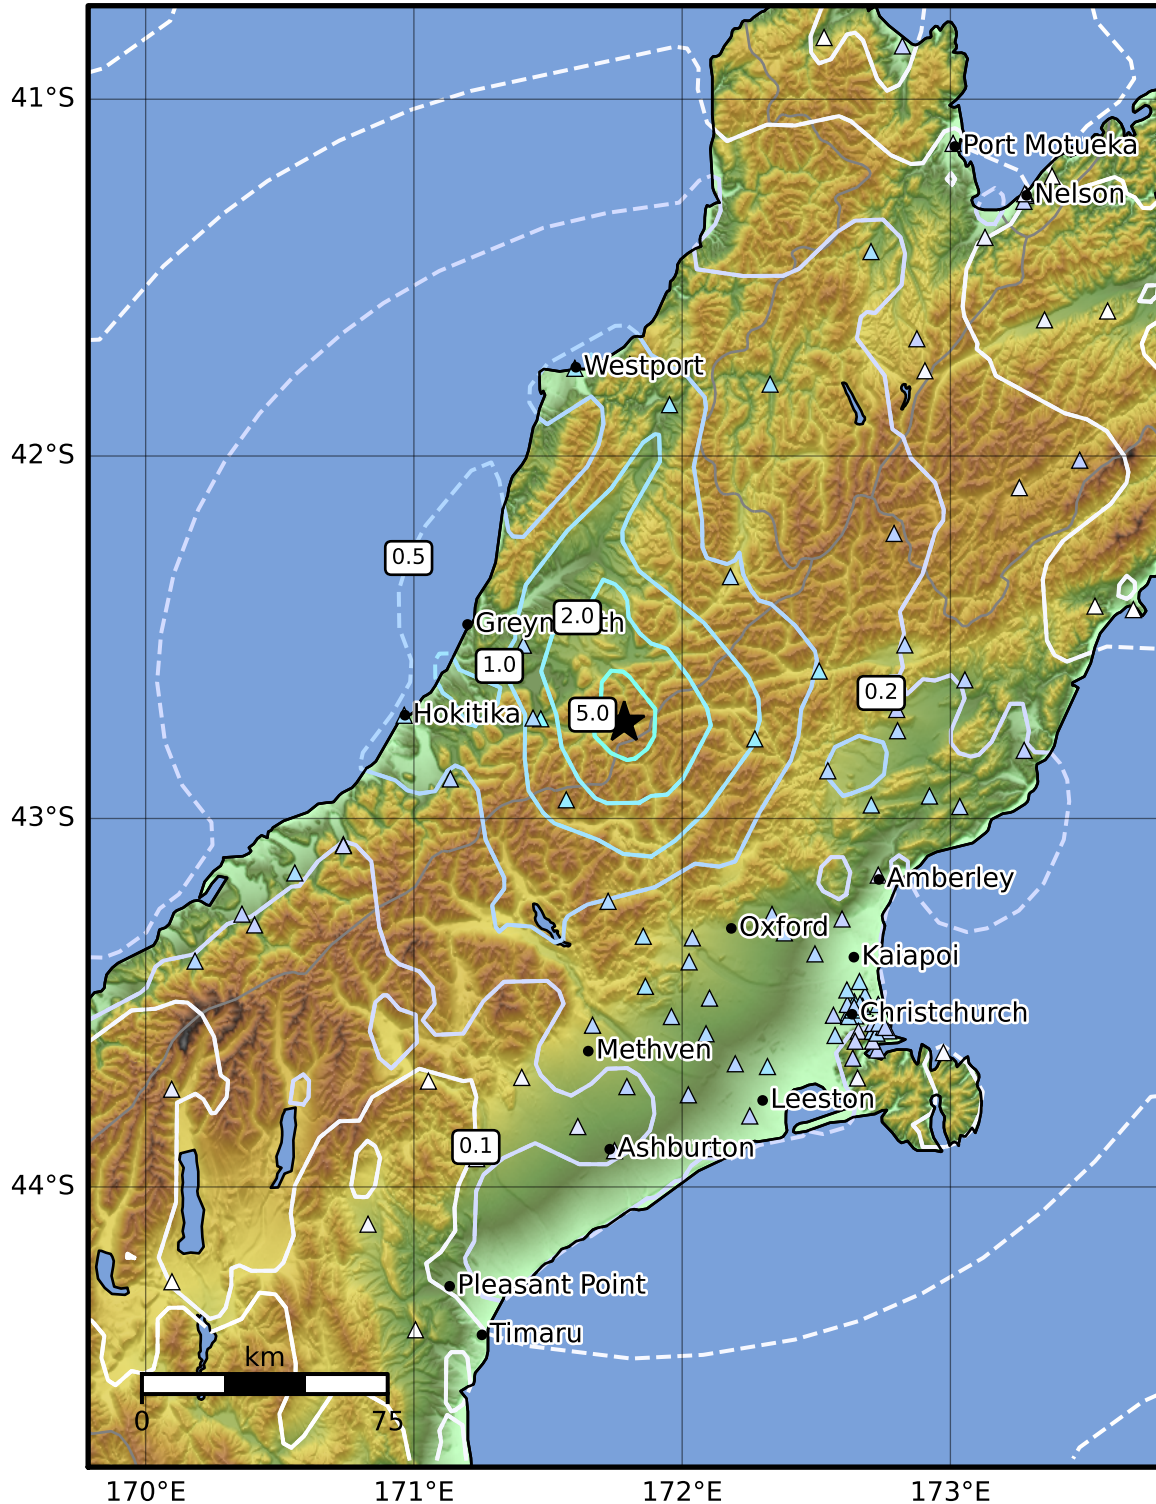 41°S
Port Motueka
Nelson
Westport
42°S
0.5
2.0
Greymouth
1.0
0.2
5.0
Hokitika
43°S
Amberley
Oxford
Kaiapoi
Christchurch
Methven
Leeston
0.1
Ashburton
44°S
Pleasant Point
Timaru
km
0 75
170°E 171°E 172°E 173°E